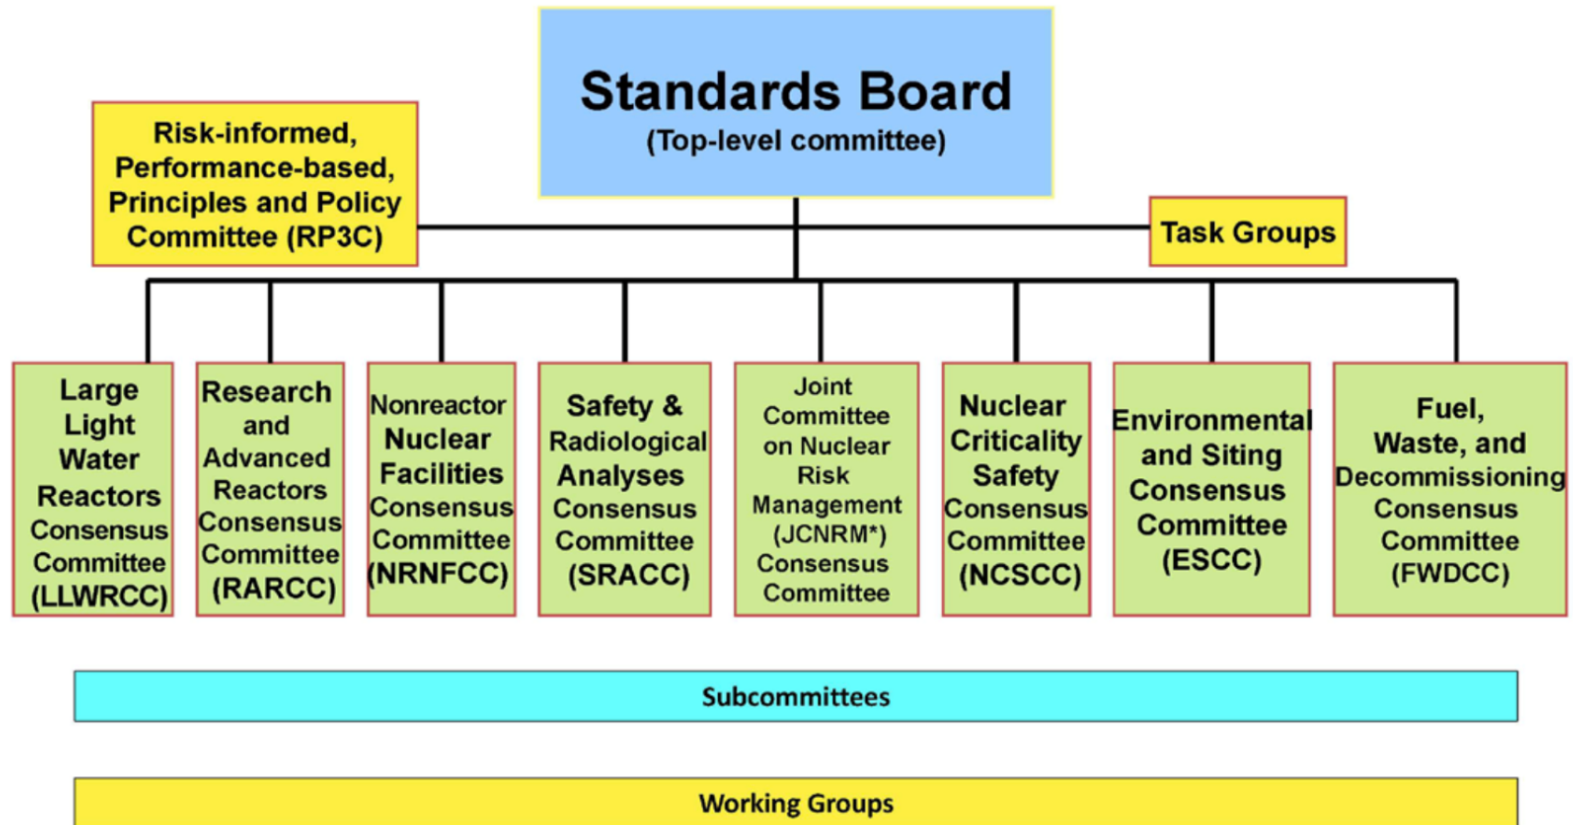 Standards Board
(Top-level committee)
Risk-informed,
Performance-based,
Principles and Policy
Committee (RP3C)
Task Groups
Large
Light
Water
Reactors
Consensus
Committee
(LLWRCC)
Research
and
Advanced
Reactors
Consensus
Committee
(RARCC)
Nonreactor
Nuclear
Facilities
Consensus
Committee
(NRNFCC)
Safety &
Radiological
Analyses
Consensus
Committee
(SRACC)
Joint
Committee
on Nuclear
Risk
Management
(JCNRM*)
Consensus
Committee
Nuclear
Criticality
Safety
Consensus
Committee
(NCSCC)
Environmental
and Siting
Consensus
Committee
(ESCC)
Fuel,
Waste, and
Decommissioning
Consensus
Committee
(FWDCC)
Subcommittees
Working Groups